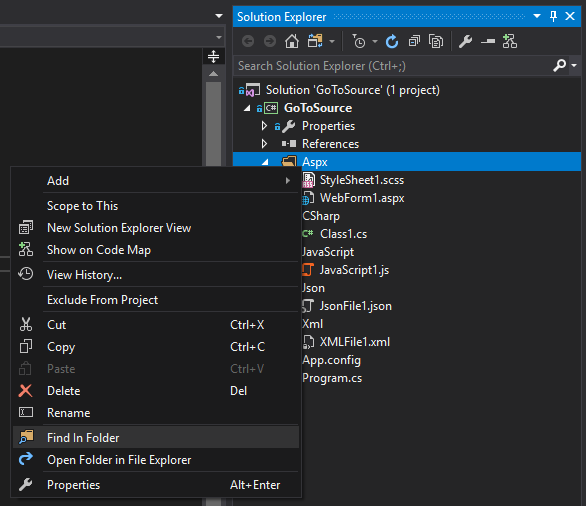 Solution Explorer
Search Solution Explorer (Ctrl+;)
Solution 'GoToSource' (1 project)
C# GoToSource
Properties
References
Aspx
StyleSheet1.scss
WebForm1.aspx
CSharp
C# Class1.cs
JavaScript
JavaScript1.js
Json
JsonFile1.json
Xml
XMLFile1.xml
App.config
Program.cs
Add
Scope to This
New Solution Explorer View
Show on Code Map
View History...
Exclude From Project
Cut Ctrl+X
Copy Ctrl+C
Paste Ctrl+V
Delete Del
Rename
Find In Folder
Open Folder in File Explorer
Properties Alt+Enter